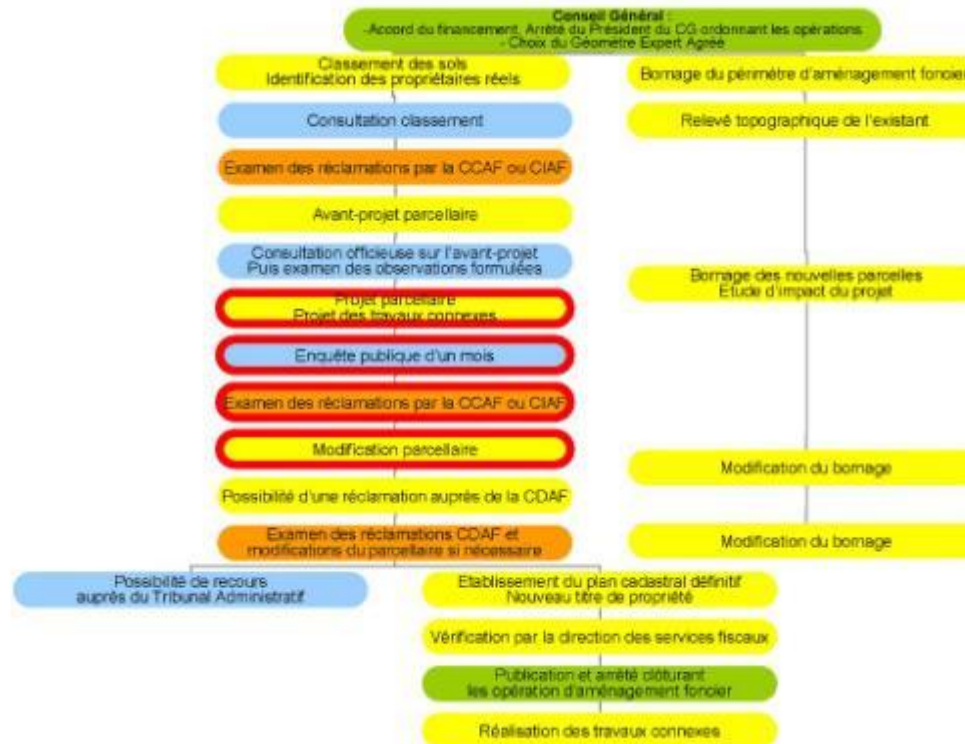 Conseil Général :
-Accord du financement, Arrêté du Président du CG ordonnant les opérations
- Choix du Géomètre Expert Agréé
Classement des sols
Identification des propriétaires réels
Consultation classement
Examen des réclamations par la CCAF ou CIAF
Avant-projet parcellaire
Consultation officieuse sur l'avant-projet
Puis examen des observations formulées
Projet parcellaire
Projet des travaux connexes
Enquête publique d'un mois
Examen des réclamations par la CCAF ou CIAF
Modification parcellaire
Possibilité d'une réclamation auprès de la CDAF
Examen des réclamations CDAF et
modifications du parcellaire si nécessaire
Bornage du périmètre d'aménagement foncier
Relevé topographique de l'existant
Bornage des nouvelles parcelles
Etude d'impact du projet
Modification du bornage
Modification du bornage
Possibilité de recours
auprès du Tribunal Administratif
Etablissement du plan cadastral définitif
Nouveau titre de propriété
Vérification par la direction des services fiscaux
Publication et arrêté clôturant
les opération d'aménagement foncier
Réalisation des travaux connexes